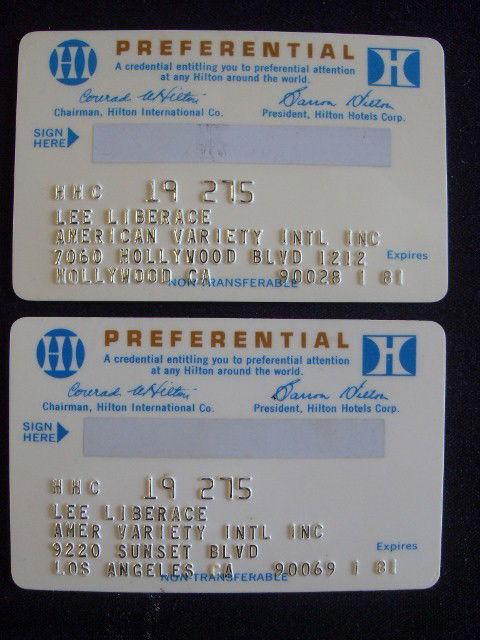 HI PREFERENTIAL H
A credential entitling you to preferential attention
at any Hilton around the world.
Conrad N Hilton Barron Hilton
Chairman, Hilton International Co. President, Hilton Hotels Corp.
SIGN
HERE
HHC 19 275
LEE LIBERACE
AMERICAN VARIETY INTL INC
7060 HOLLYWOOD BLVD 1212 Expires
HOLLYWOOD CA 90028 1 81
NON-TRANSFERABLE
HI PREFERENTIAL H
A credential entitling you to preferential attention
at any Hilton around the world.
Conrad N Hilton Barron Hilton
Chairman, Hilton International Co. President, Hilton Hotels Corp.
SIGN
HERE
HHC 19 275
LEE LIBERACE
AMER VARIETY INTL INC
9220 SUNSET BLVD Expires
LOS ANGELES CA 90069 1 81
NON-TRANSFERABLE